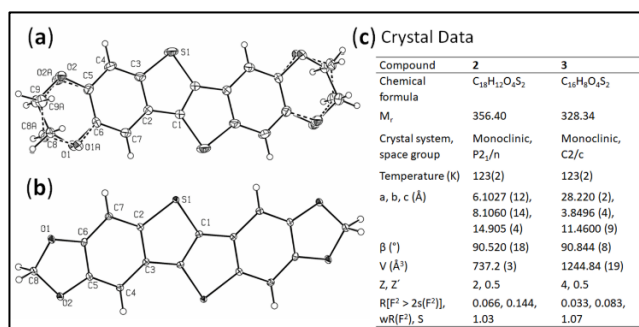 (a)
S1
C4
O2
O2A
C3
C5
C9
C9A
C2
C8A
C6
C1
C8
C7
O1
O1A
(b)
S1
C7
C1
O1
C6
C2
C8
C3
C5
O2
C4
(c) Crystal Data
Compound 2 3
Chemical C₁₈H₁₂O₄S₂ C₁₆H₈O₄S₂
formula
Mᵣ 356.40 328.34
Crystal system, Monoclinic, Monoclinic,
space group P2₁/n C2/c
Temperature (K) 123(2) 123(2)
a, b, c (Å) 6.1027 (12), 28.220 (2),
8.1060 (14), 3.8496 (4),
14.905 (4) 11.4600 (9)
β (°) 90.520 (18) 90.844 (8)
V (Å³) 737.2 (3) 1244.84 (19)
Z, Z′ 2, 0.5 4, 0.5
R[F² > 2s(F²)], 0.066, 0.144, 0.033, 0.083,
wR(F²), S 1.03 1.07